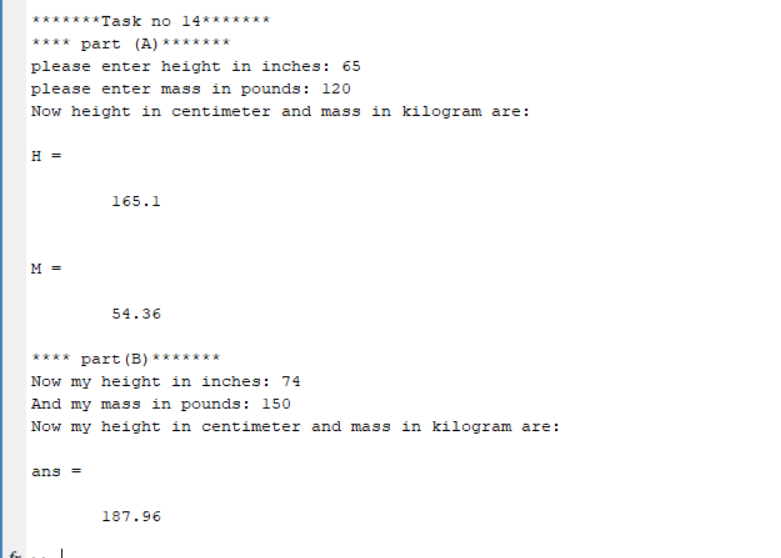 *******Task no 14*******
**** part (A)*******
please enter height in inches: 65
please enter mass in pounds: 120
Now height in centimeter and mass in kilogram are:
H =
165.1
M =
54.36
**** part(B)*******
Now my height in inches: 74
And my mass in pounds: 150
Now my height in centimeter and mass in kilogram are:
ans =
187.96